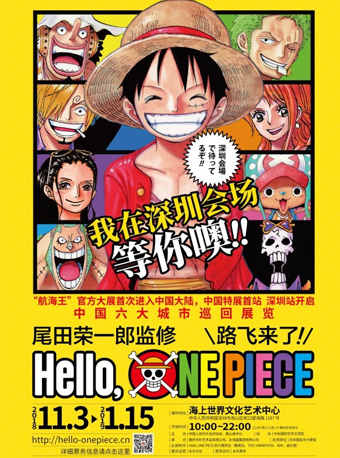 深圳会場
で待って
るぞ!!
我在深圳会场
等你噢!!
“航海王”官方大展首次进入中国大陆，中国特展首站 深圳站开启
中国六大城市巡回展览
尾田荣一郎监修
\路飞来了!!/
Hello, ONE PIECE
2018 11.3 ▶ 2019 1.15
海上世界文化艺术中心
10:00~22:00
http://hello-onepiece.cn
详细票务信息请点击这里